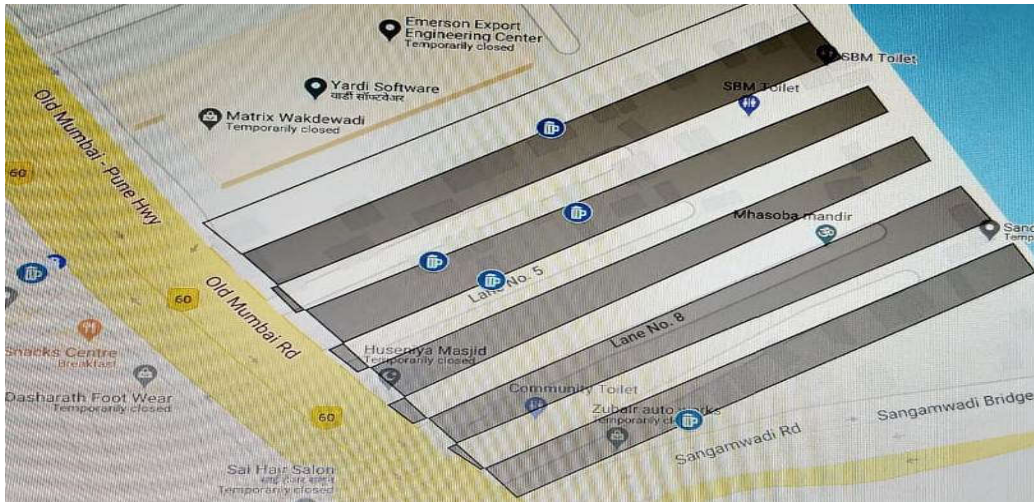 Emerson Export
Engineering Center
Temporarily closed
SBM Toilet
Yardi Software
यार्डी सॉफ्टवेअर
SBM Toilet
Matrix Wakdewadi
Temporarily closed
Old Mumbai - Pune Hwy
60
Mhasoba mandir
Lane No. 5
Old Mumbai Rd
60
Lane No. 8
Snacks Centre
Breakfast
Huseniya Masjid
Temporarily closed
Dasharath Foot Wear
Temporarily closed
60
Community Toilet
Zubair auto
Sangamwadi Rd
Sangamwadi Bridge
Sai Hair Salon
Temporarily closed